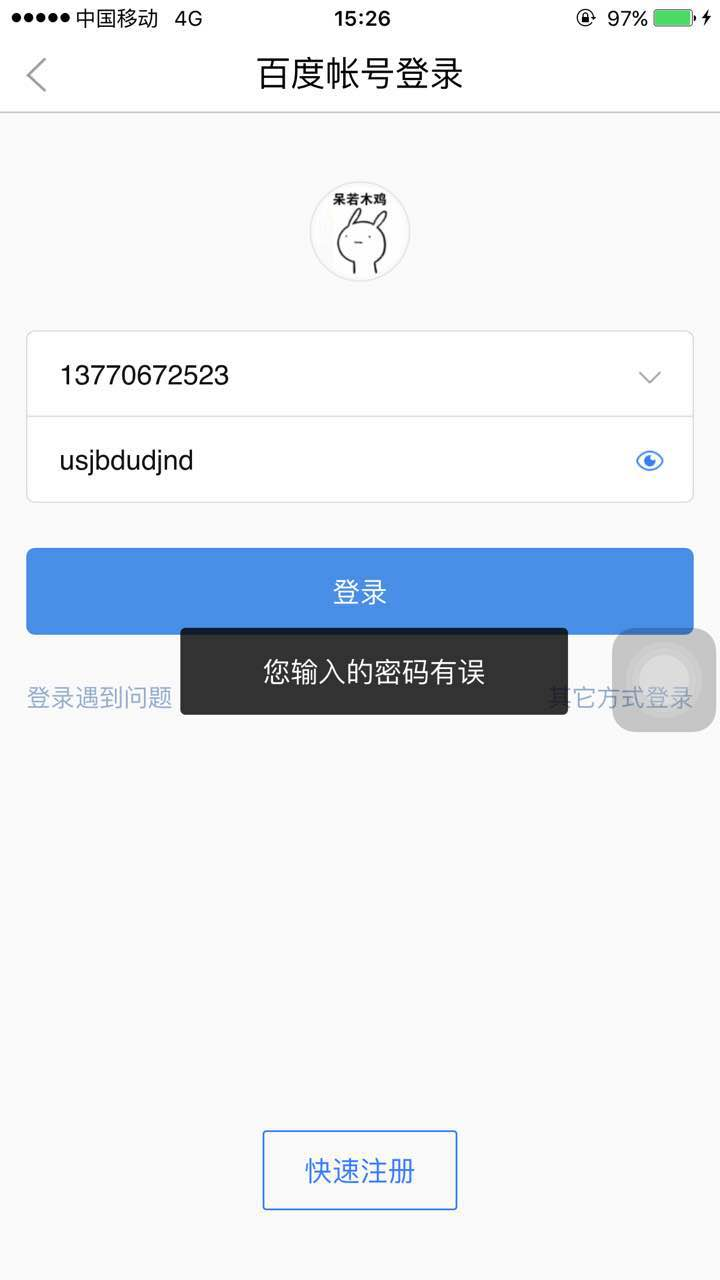 中国移动 4G 15:26 97%
百度帐号登录
呆若木鸡
13770672523
usjbdudjnd
登录
您输入的密码有误
登录遇到问题 其它方式登录
快速注册